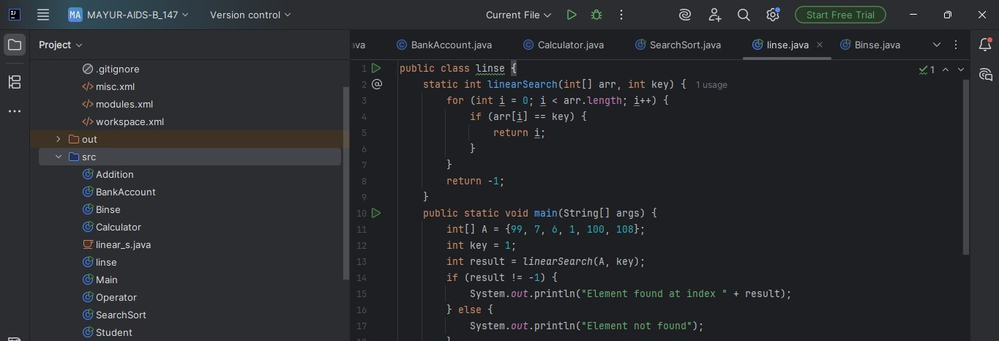 MA MAYUR-AIDS-B_147 Version control Current File Start Free Trial
Project
.gitignore
misc.xml
modules.xml
workspace.xml
out
src
Addition
BankAccount
Binse
Calculator
linear_s.java
linse
Main
Operator
SearchSort
Student
ava BankAccount.java Calculator.java SearchSort.java linse.java Binse.java
1 public class linse {
2 static int linearSearch(int[] arr, int key) { 1 usage
3 for (int i = 0; i < arr.length; i++) {
4 if (arr[i] == key) {
5 return i;
6 }
7 }
8 return -1;
9 }
10 public static void main(String[] args) {
11 int[] A = {99, 7, 6, 1, 100, 108};
12 int key = 1;
13 int result = linearSearch(A, key);
14 if (result != -1) {
15 System.out.println("Element found at index " + result);
16 } else {
17 System.out.println("Element not found");
1